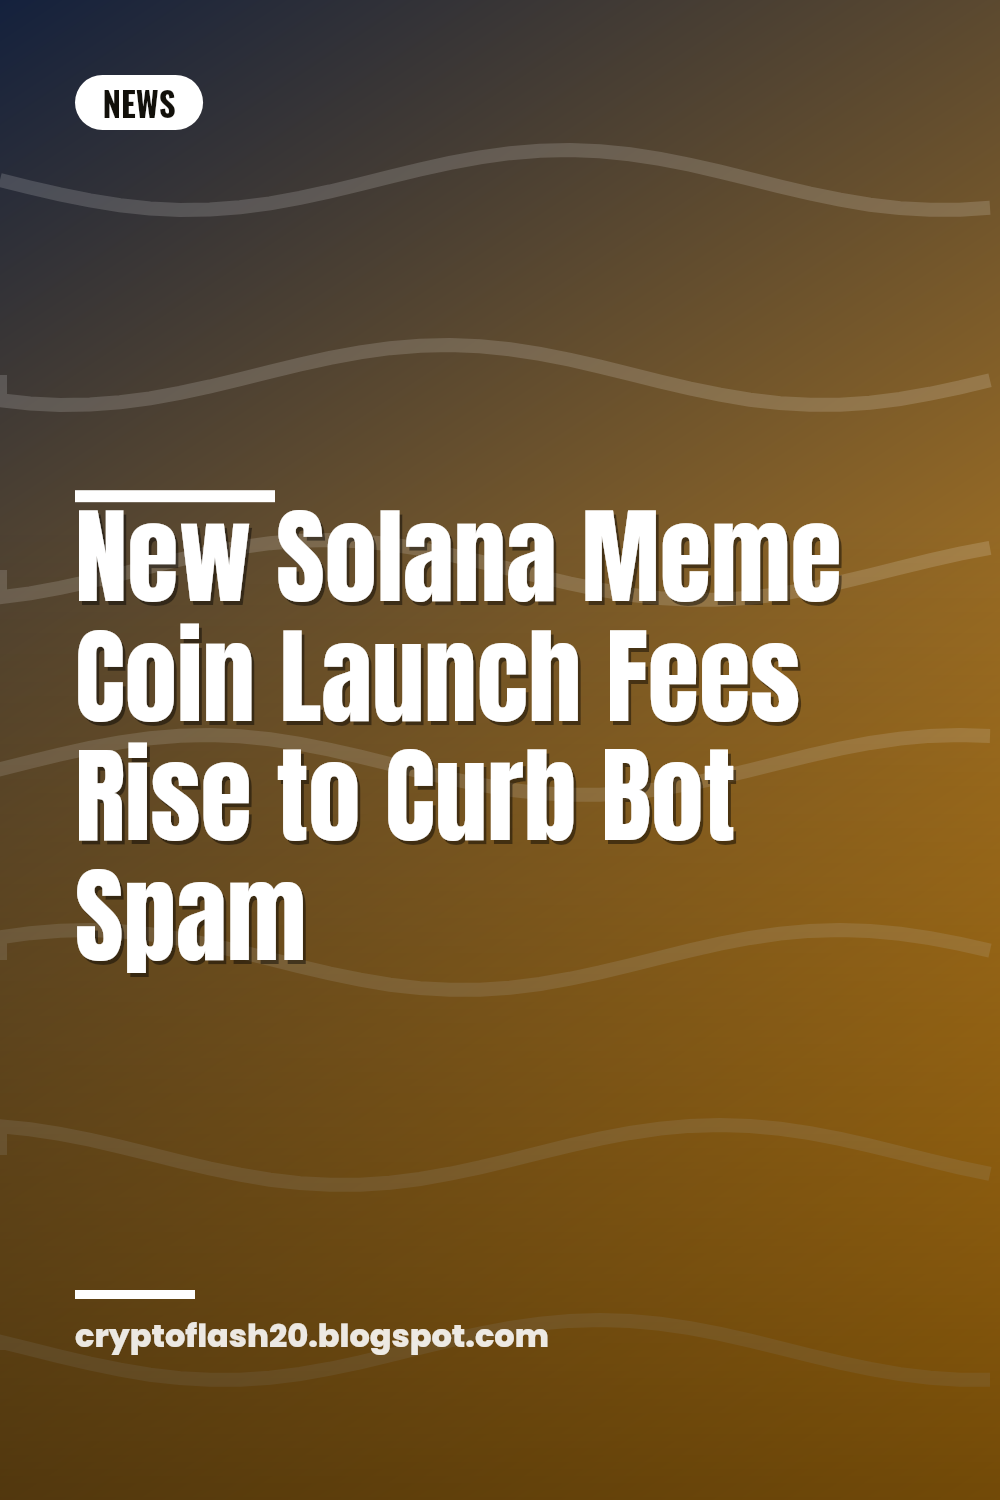 NEWS
New Solana Meme
Coin Launch Fees
Rise to Curb Bot
Spam
cryptoflash20.blogspot.com